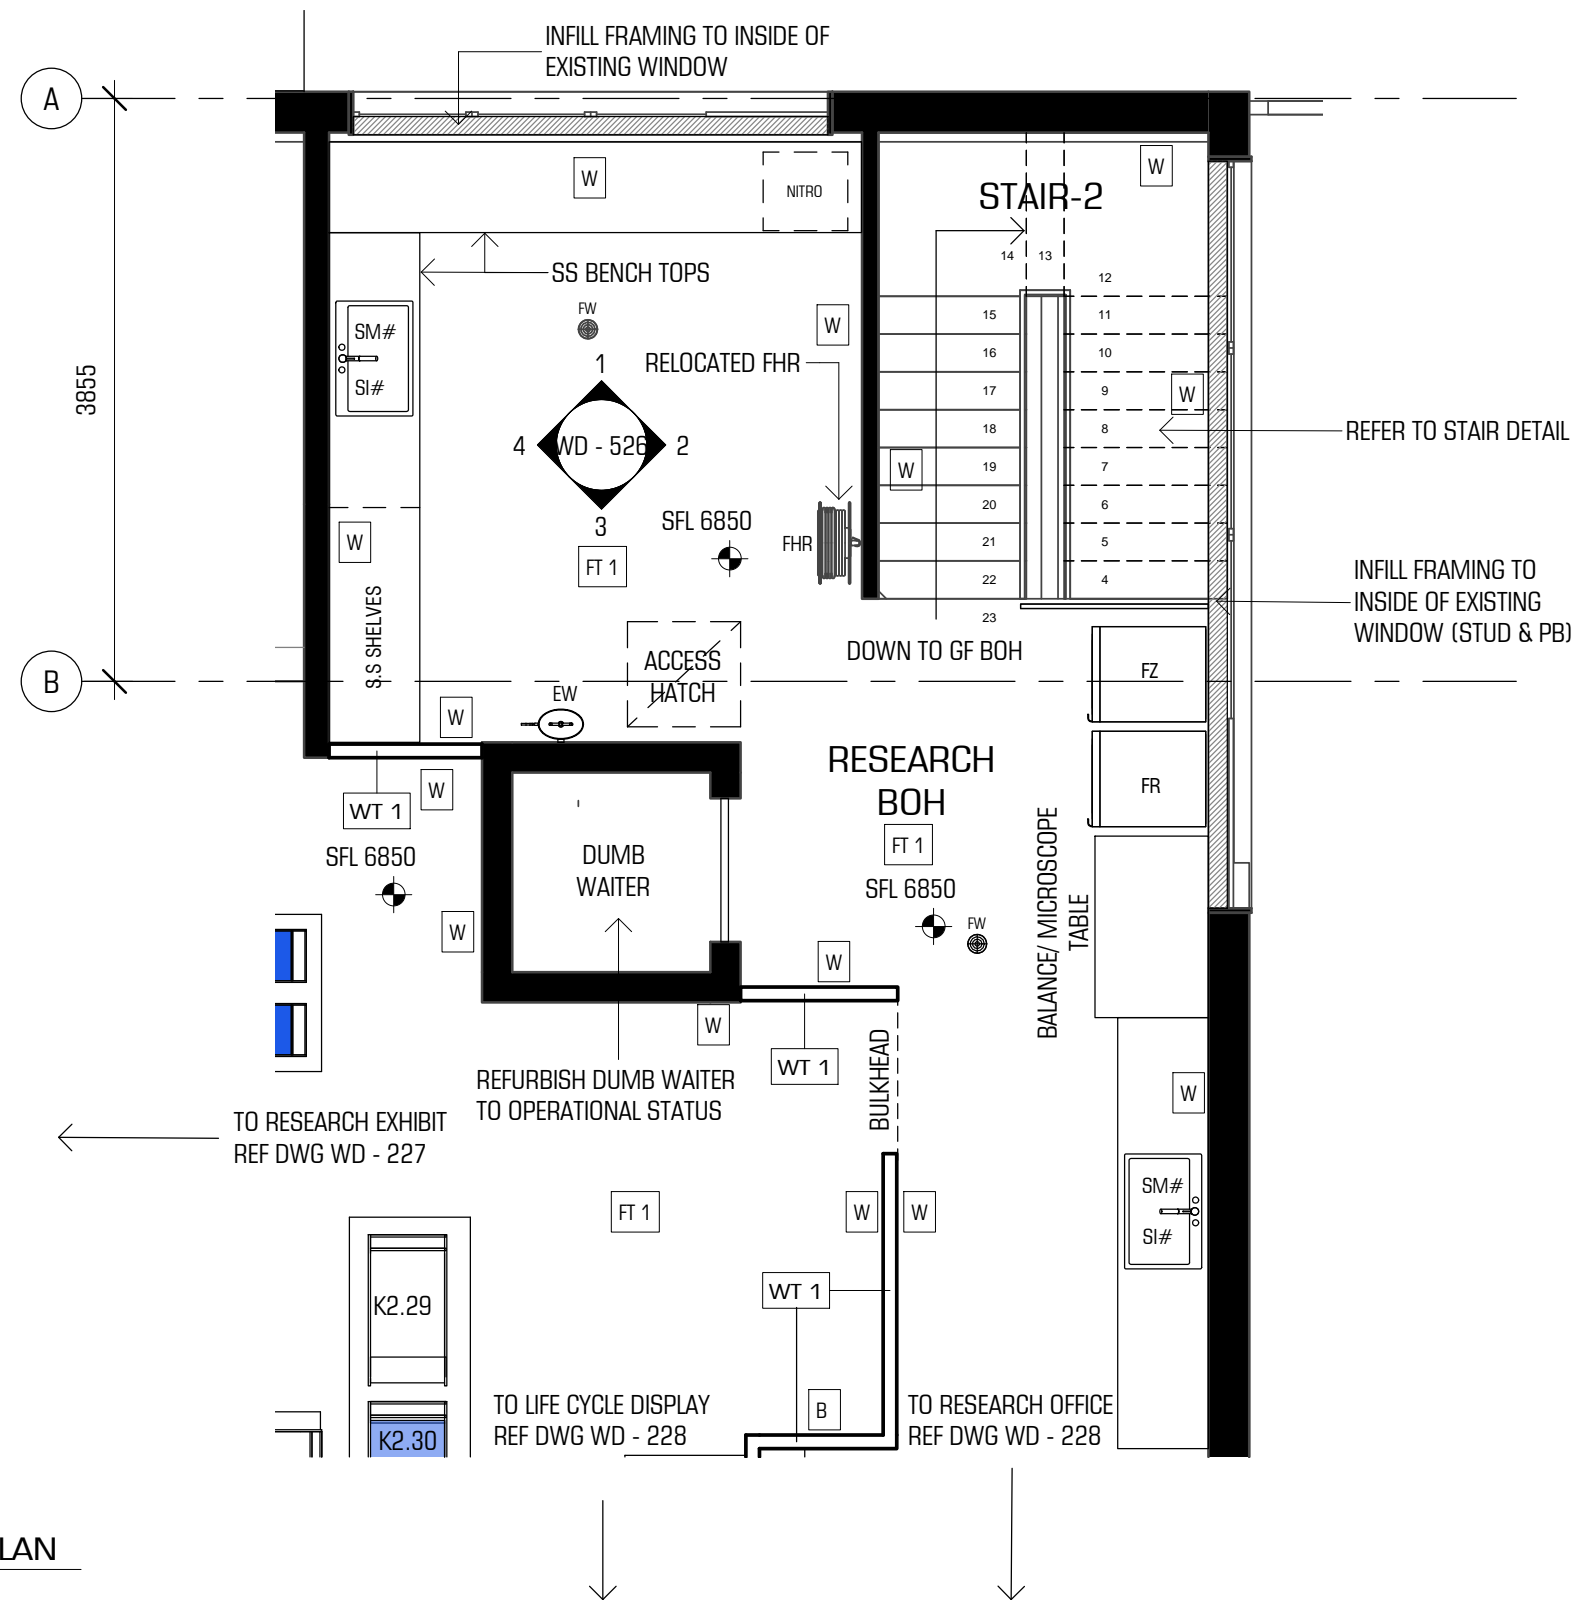 INFILL FRAMING TO INSIDE OF
EXISTING WINDOW
A
W
NITRO
W
STAIR-2
14
13
12
SS BENCH TOPS
FW
W
15
11
SM#
SI#
1
RELOCATED FHR
16
10
3855
17
9
W
4
WD - 526
2
18
8
REFER TO STAIR DETAIL
W
19
7
3
SFL 6850
20
6
W
FT 1
FHR
21
5
22
4
INFILL FRAMING TO
INSIDE OF EXISTING
WINDOW (STUD & PB)
23
S.S SHELVES
ACCESS
HATCH
DOWN TO GF BOH
FZ
B
EW
W
RESEARCH
BOH
FR
W
WT 1
FT 1
SFL 6850
DUMB
WAITER
SFL 6850
BALANCE/ MICROSCOPE
TABLE
W
FW
W
W
WT 1
BULKHEAD
REFURBISH DUMB WAITER
TO OPERATIONAL STATUS
W
TO RESEARCH EXHIBIT
REF DWG WD - 227
FT 1
W
W
SM#
SI#
K2.29
WT 1
TO LIFE CYCLE DISPLAY
REF DWG WD - 228
B
TO RESEARCH OFFICE
REF DWG WD - 228
K2.30
LAN